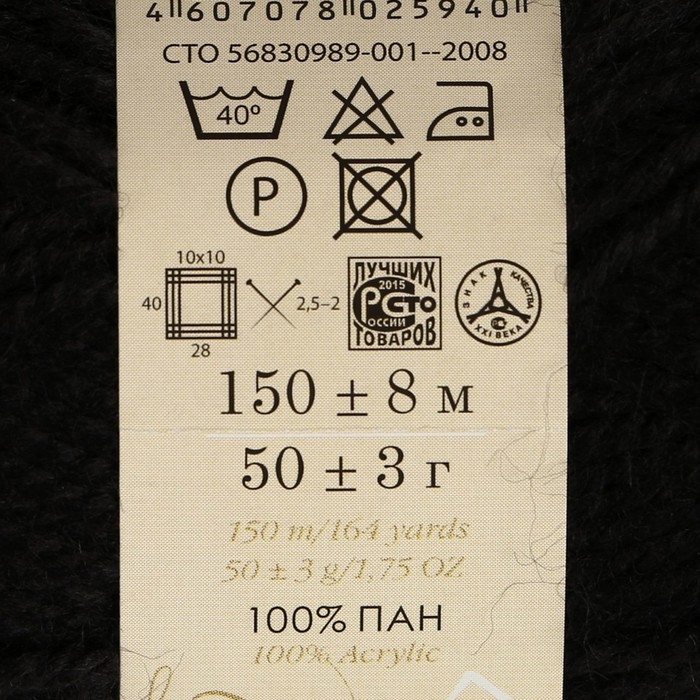 4 607078 025940
СТО 56830989-001--2008
40°
P
10x10
40
28
2,5–2
ЛУЧШИХ
2015
100
РОССИИ
ТОВАРОВ
ЗНАК КАЧЕСТВА
XXI ВЕКА
150 ± 8 м
50 ± 3 г
150 m/164 yards
50 ± 3 g/1,75 OZ
100% ПАН
100% Acrylic